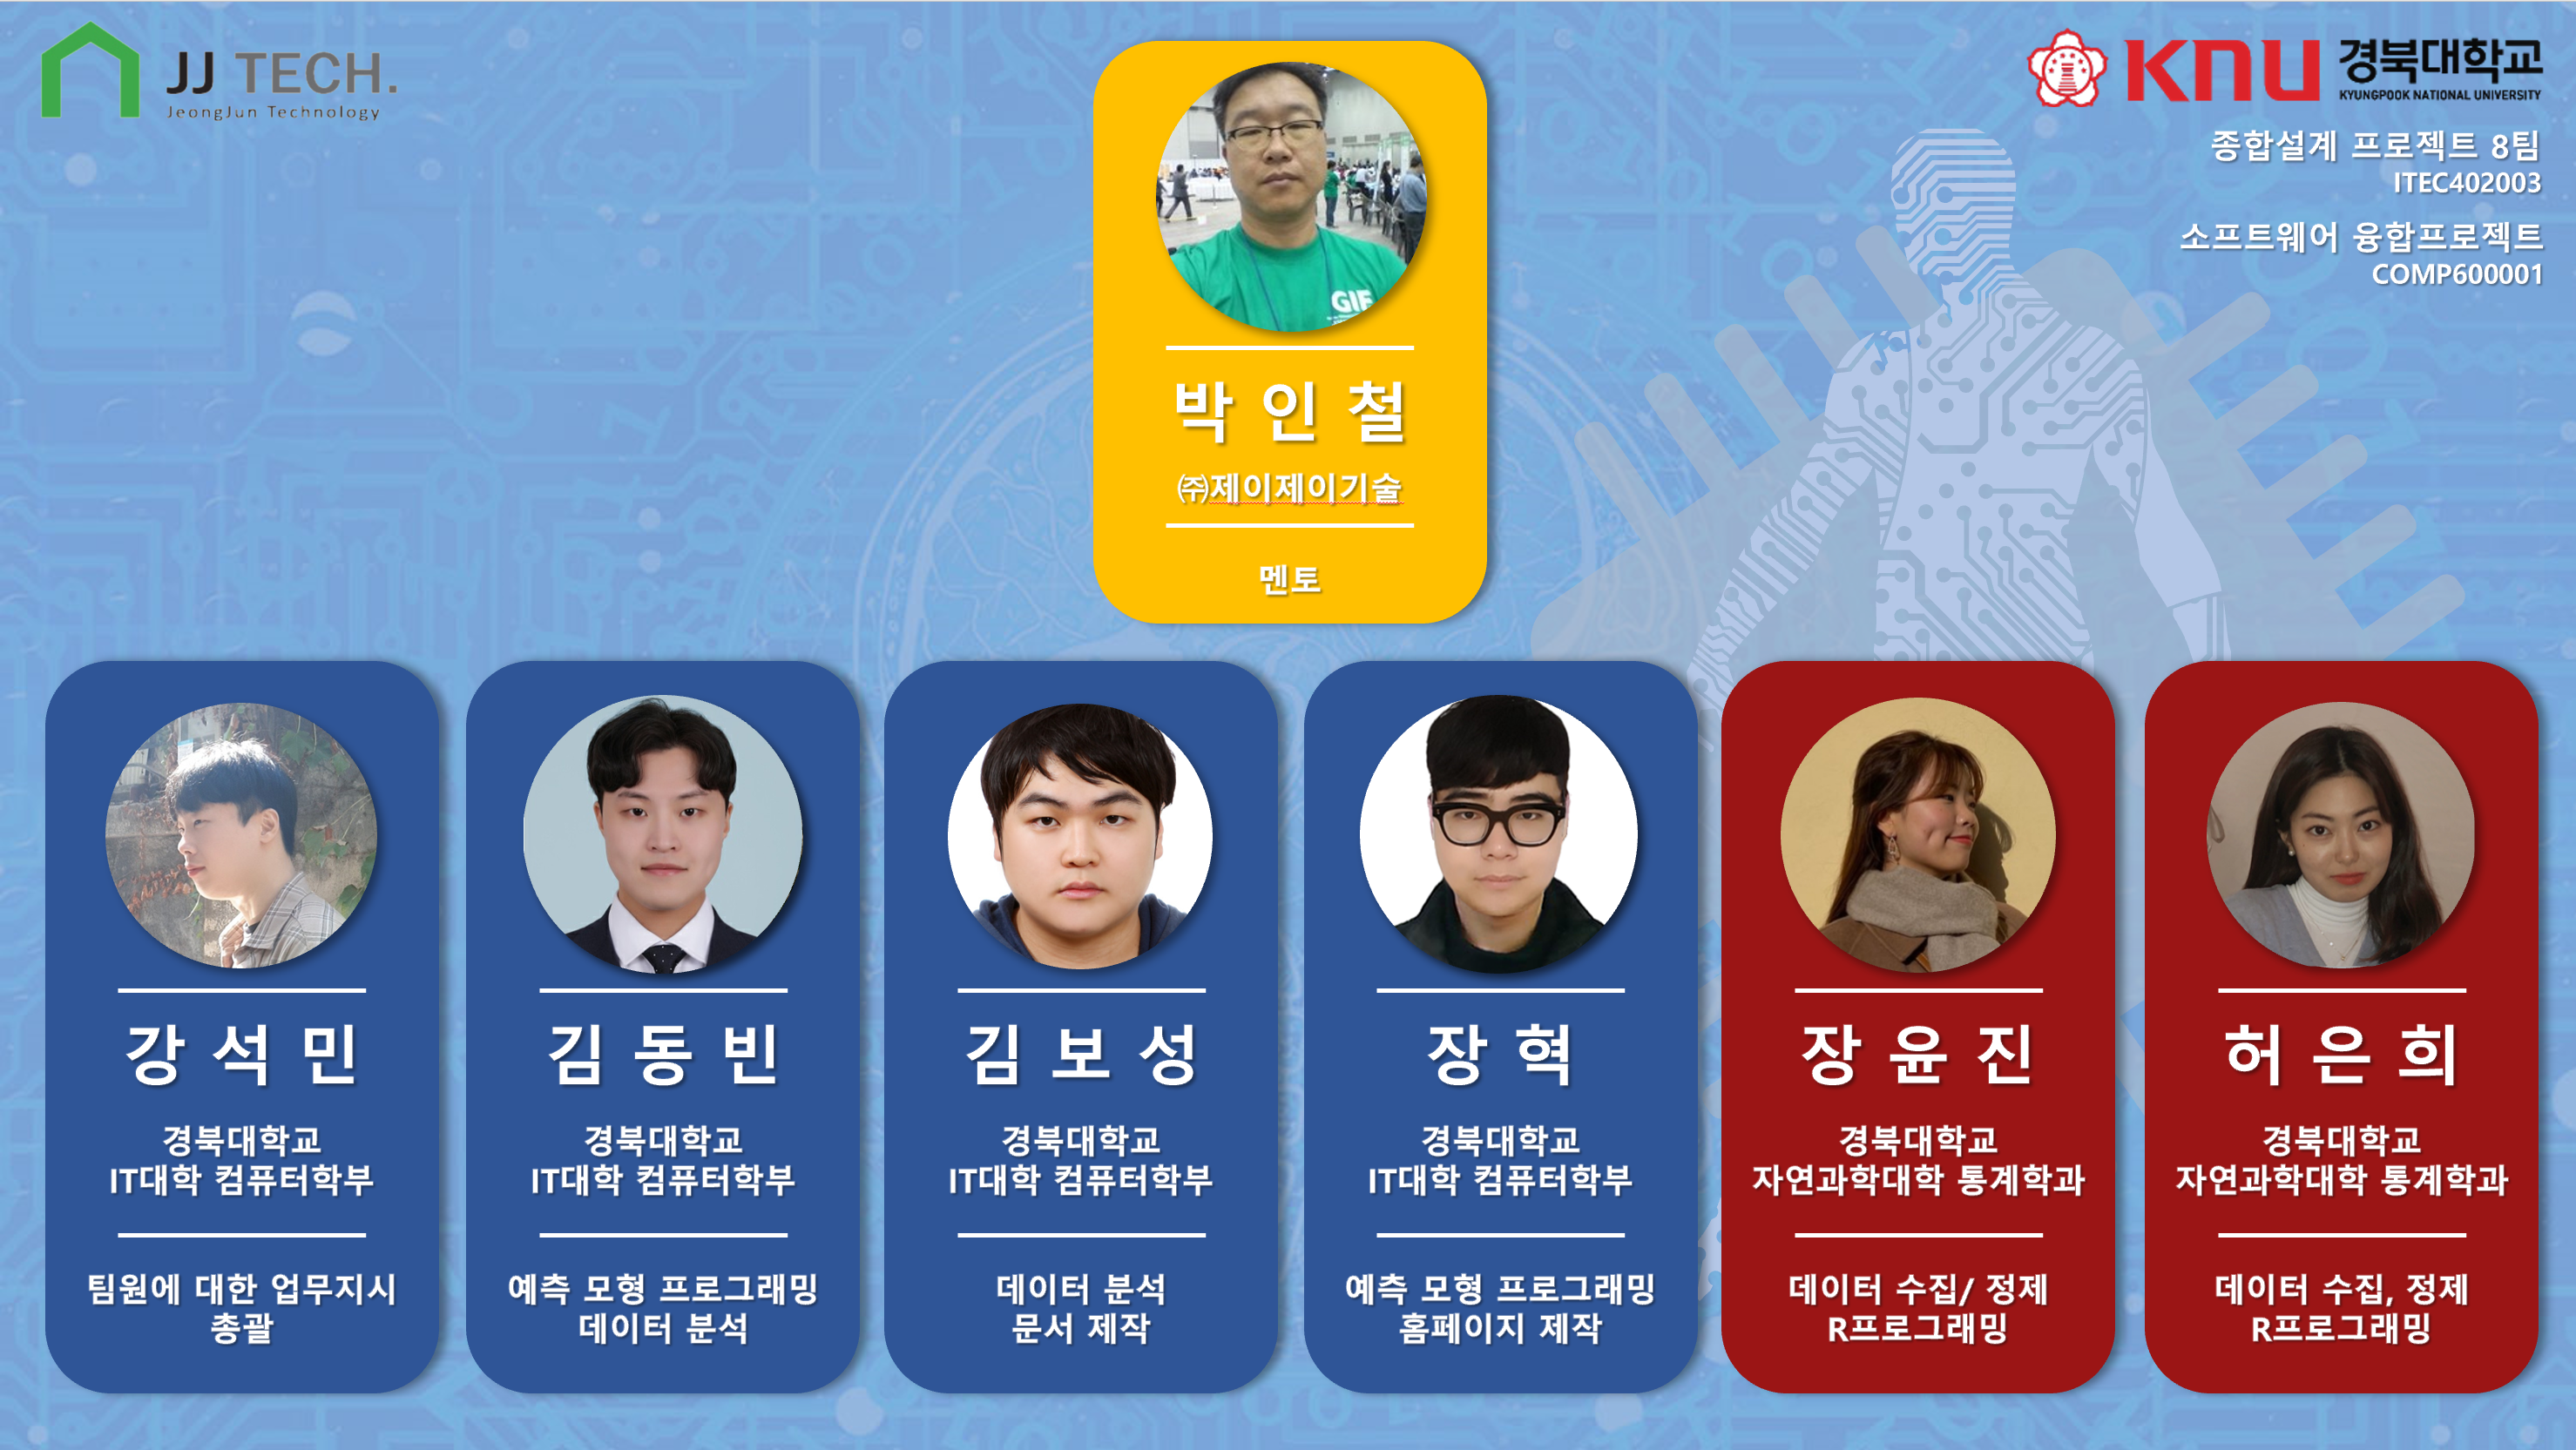 JJ TECH.
JeongJun Technology
KNU 경북대학교
KYUNGPOOK NATIONAL UNIVERSITY
종합설계 프로젝트 8팀
ITEC402003
소프트웨어 융합프로젝트
COMP600001
GIF
박 인 철
㈜제이제이기술
멘토
강 석 민
경북대학교
IT대학 컴퓨터학부
팀원에 대한 업무지시
총괄
김 동 빈
경북대학교
IT대학 컴퓨터학부
예측 모형 프로그래밍
데이터 분석
김 보 성
경북대학교
IT대학 컴퓨터학부
데이터 분석
문서 제작
장 혁
경북대학교
IT대학 컴퓨터학부
예측 모형 프로그래밍
홈페이지 제작
장 윤 진
경북대학교
자연과학대학 통계학과
데이터 수집/ 정제
R프로그래밍
허 은 희
경북대학교
자연과학대학 통계학과
데이터 수집, 정제
R프로그래밍